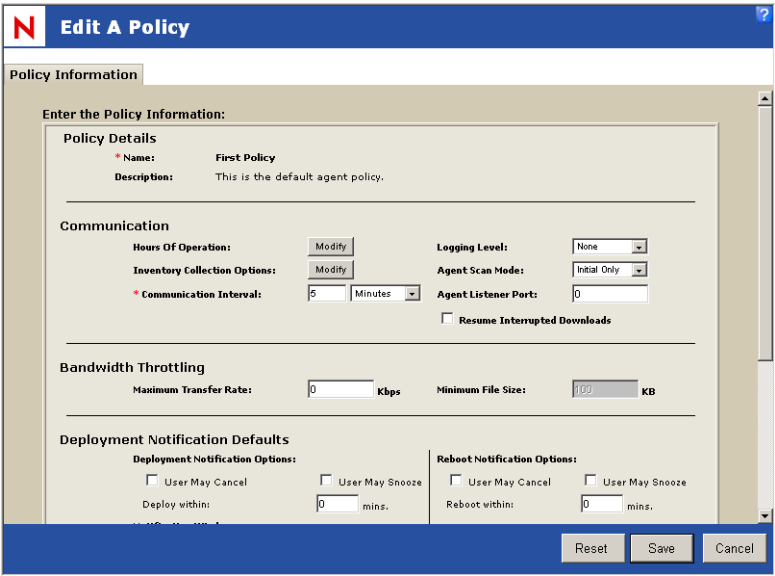 N Edit A Policy ?
Policy Information
Enter the Policy Information:
Policy Details
* Name: First Policy
Description: This is the default agent policy.
Communication
Hours Of Operation: Modify Logging Level: None
Inventory Collection Options: Modify Agent Scan Mode: Initial Only
* Communication Interval: 5 Minutes Agent Listener Port: 0
Resume Interrupted Downloads
Bandwidth Throttling
Maximum Transfer Rate: 0 Kbps Minimum File Size: 100 KB
Deployment Notification Defaults
Deployment Notification Options: Reboot Notification Options:
User May Cancel User May Snooze User May Cancel User May Snooze
Deploy within: 0 mins. Reboot within: 0 mins.
Reset Save Cancel